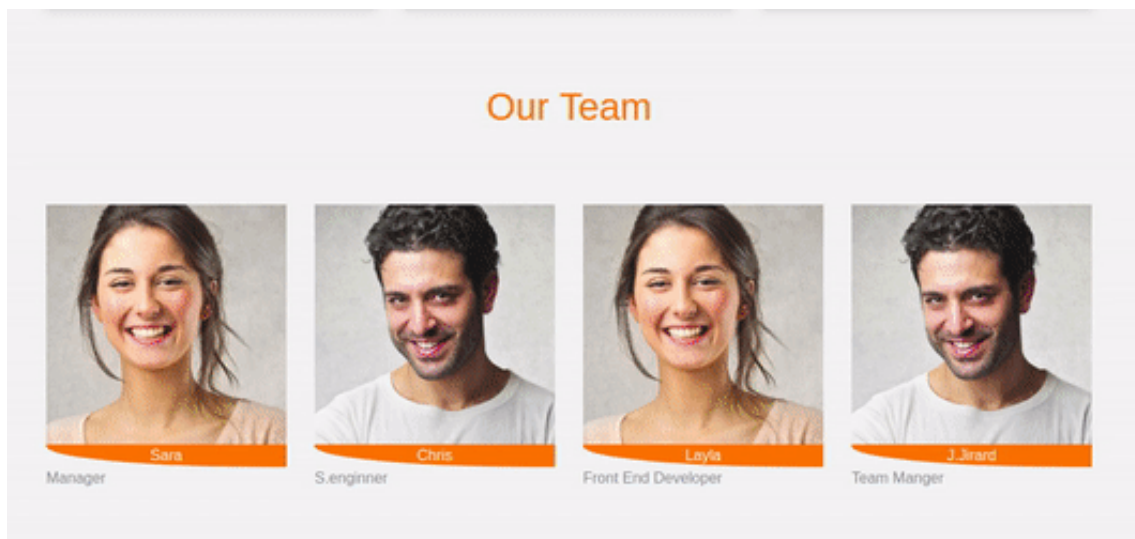 Our Team
Sara
Chris
Layla
J.Jirard
Manager
S.enginner
Front End Developer
Team Manger